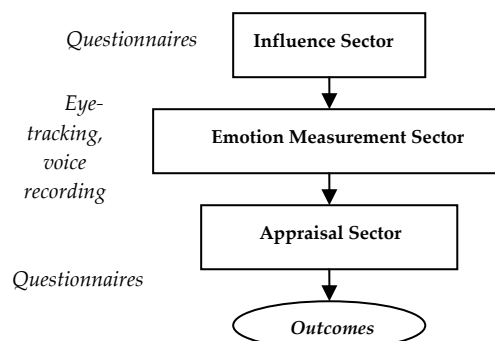 Questionnaires
Influence Sector
Eye-
tracking,
voice
recording
Emotion Measurement Sector
Appraisal Sector
Questionnaires
Outcomes